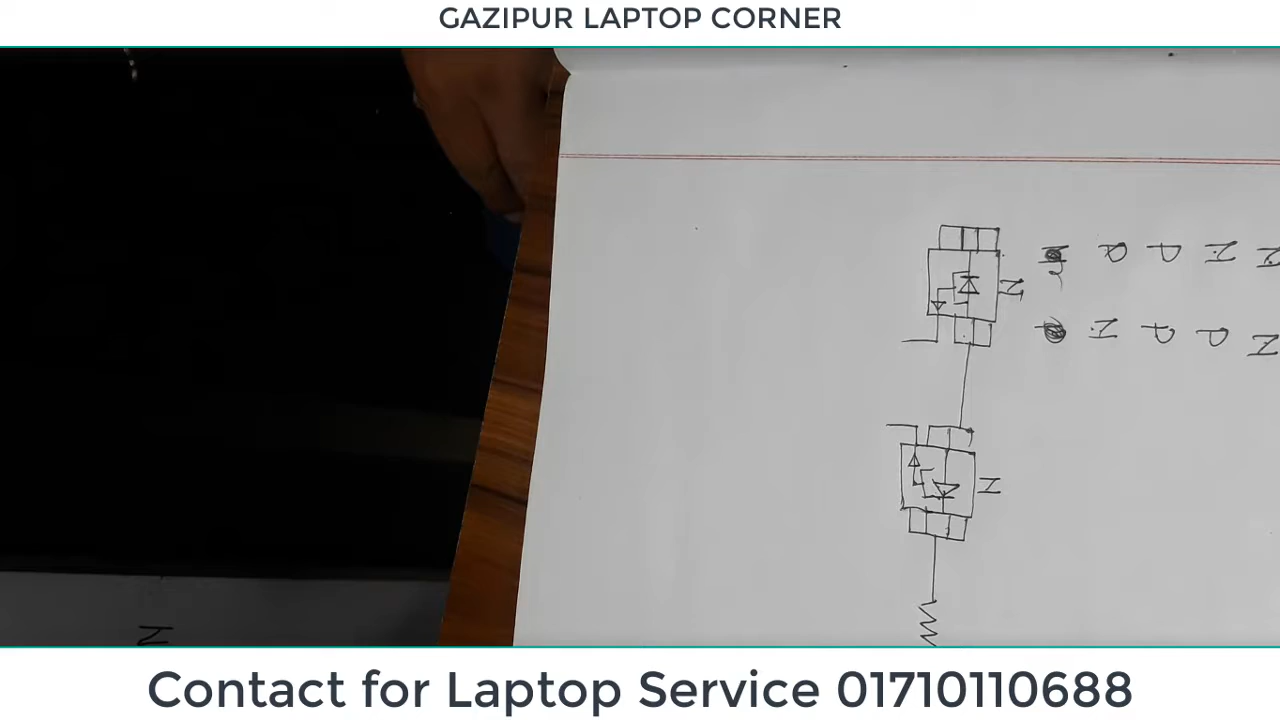 GAZIPUR LAPTOP CORNER
N N
N P
P P
P N
N N
N
Contact for Laptop Service 01710110688